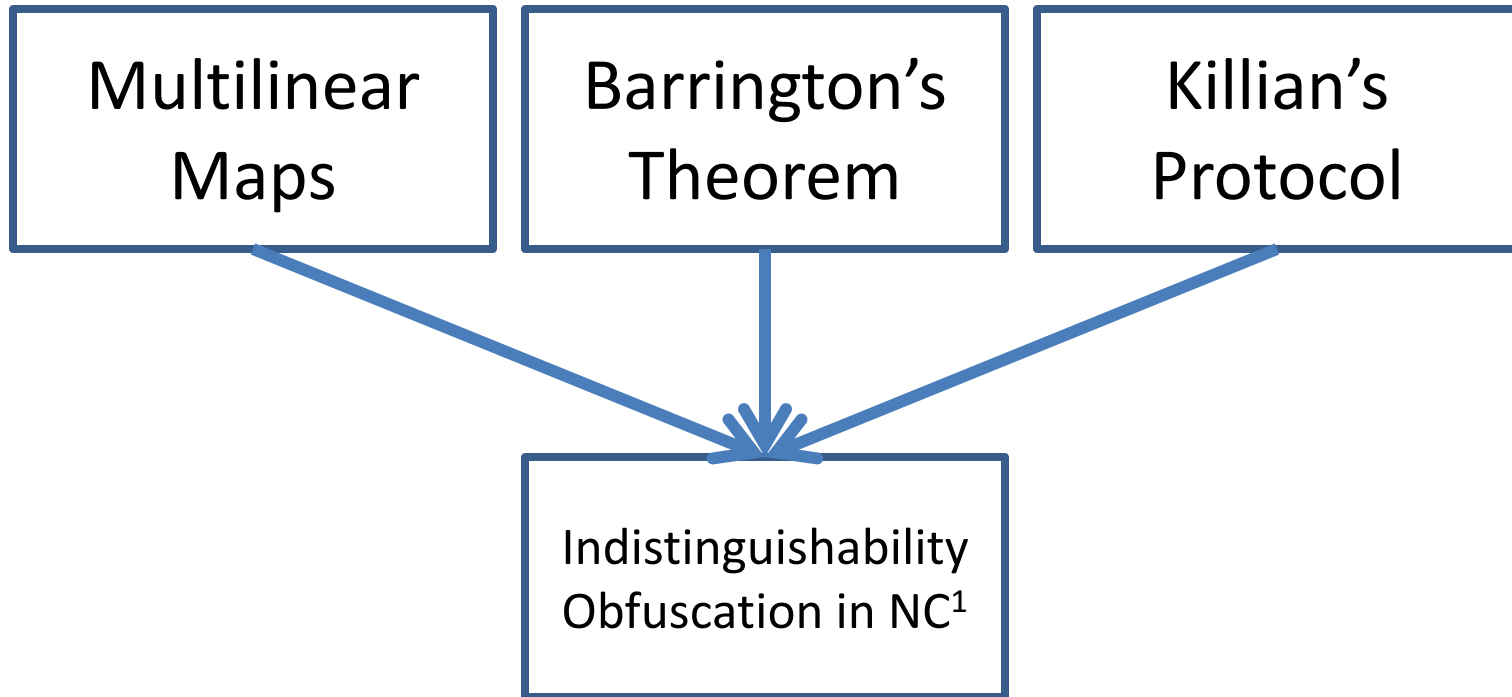 Multilinear
Maps
Barrington’s
Theorem
Killian’s
Protocol
Indistinguishability
Obfuscation in NC¹